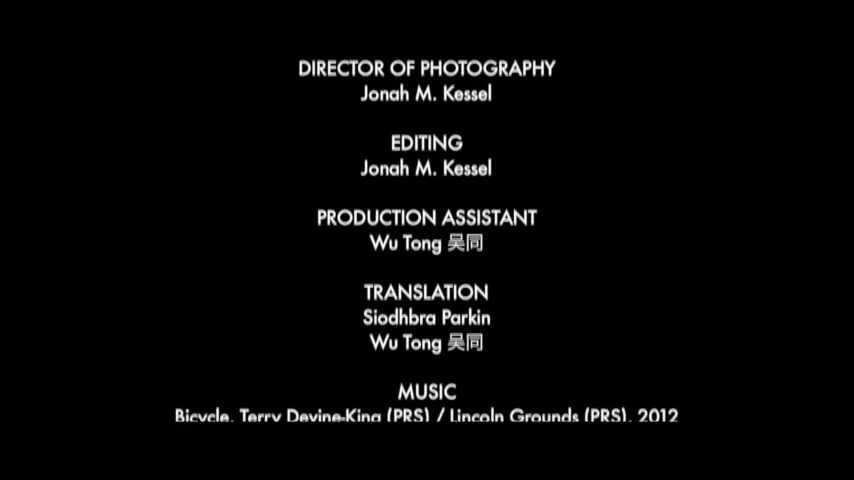 DIRECTOR OF PHOTOGRAPHY
Jonah M. Kessel
EDITING
Jonah M. Kessel
PRODUCTION ASSISTANT
Wu Tong 吴同
TRANSLATION
Siodhbra Parkin
Wu Tong 吴同
MUSIC
Bicycle, Terry Devine-King (PRS) / Lincoln Grounds (PRS), 2012